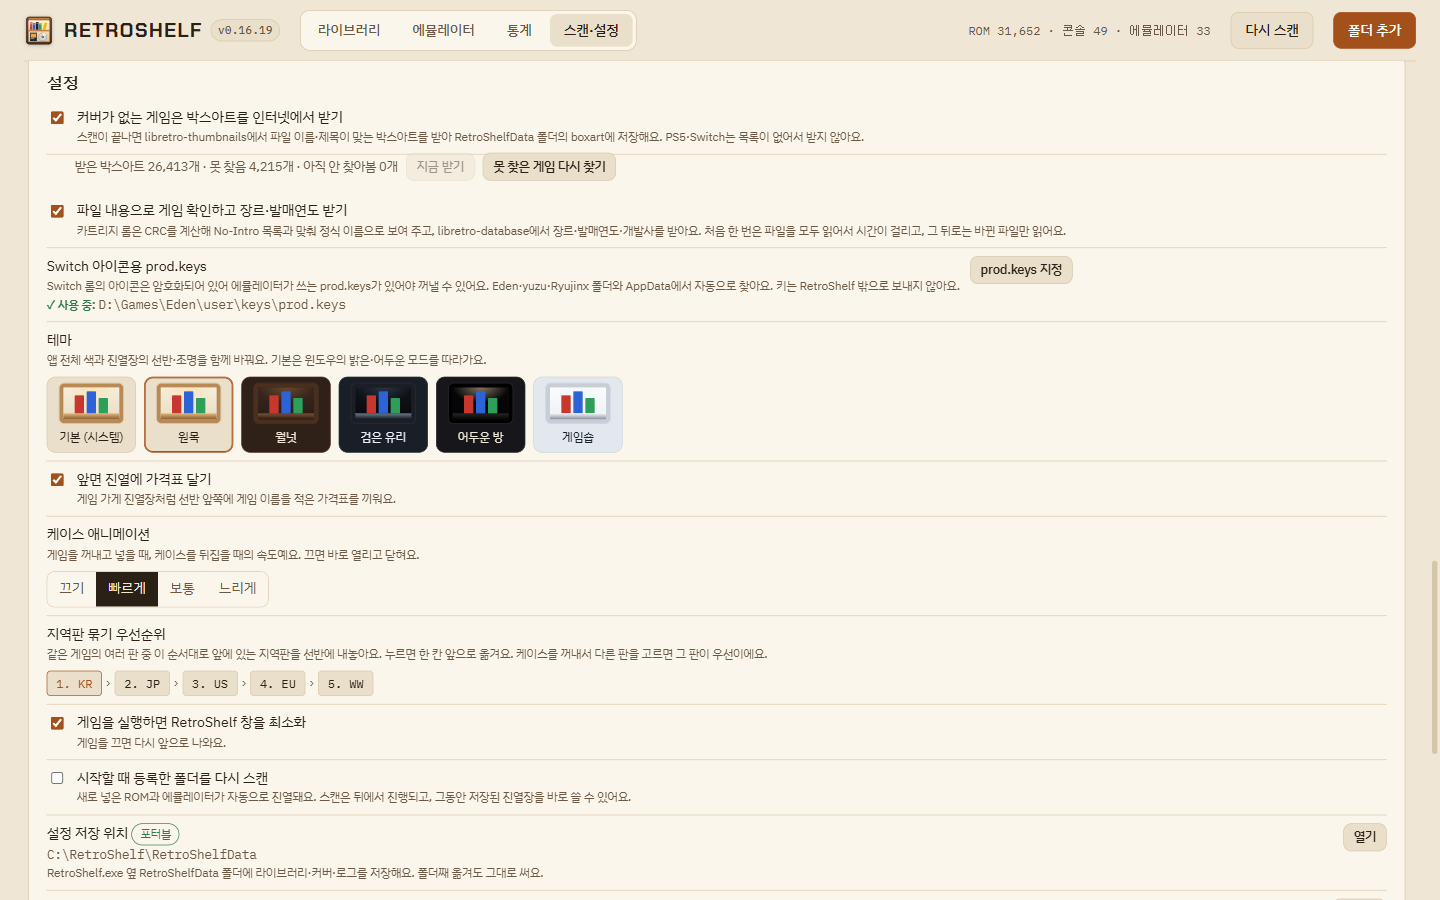 RETROSHELF v0.16.19 라이브러리 에뮬레이터 통계 스캔·설정 ROM 31,652 · 콘솔 49 · 에뮬레이터 33 다시 스캔 폴더 추가
설정
커버가 없는 게임은 박스아트를 인터넷에서 받기
스캔이 끝나면 libretro-thumbnails에서 파일 이름·제목이 맞는 박스아트를 받아 RetroShelfData 폴더의 boxart에 저장해요. PS5·Switch는 목록이 없어서 받지 않아요.
받은 박스아트 26,413개 · 못 찾음 4,215개 · 아직 안 찾아봄 0개 지금 받기 못 찾은 게임 다시 찾기
파일 내용으로 게임 확인하고 장르·발매연도 받기
카트리지 롬은 CRC를 계산해 No-Intro 목록과 맞춰 정식 이름으로 보여 주고, libretro-database에서 장르·발매연도·개발사를 받아요. 처음 한 번은 파일을 모두 읽어서 시간이 걸리고, 그 뒤로는 바뀐 파일만 읽어요.
Switch 아이콘용 prod.keys prod.keys 지정
Switch 롬의 아이콘은 암호화되어 있어 에뮬레이터가 쓰는 prod.keys가 있어야 꺼낼 수 있어요. Eden·yuzu·Ryujinx 폴더와 AppData에서 자동으로 찾아요. 키는 RetroShelf 밖으로 보내지 않아요.
✓ 사용 중: D:\Games\Eden\user\keys\prod.keys
테마
앱 전체 색과 진열장의 선반·조명을 함께 바꿔요. 기본은 윈도우의 밝은·어두운 모드를 따라가요.
기본 (시스템) 원목 월넛 검은 유리 어두운 방 게임숍
앞면 진열에 가격표 달기
게임 가게 진열장처럼 선반 앞쪽에 게임 이름을 적은 가격표를 끼워요.
케이스 애니메이션
게임을 꺼내고 넣을 때, 케이스를 뒤집을 때의 속도예요. 끄면 바로 열리고 닫혀요.
끄기 빠르게 보통 느리게
지역판 묶기 우선순위
같은 게임의 여러 판 중 이 순서대로 앞에 있는 지역판을 선반에 내놓아요. 누르면 한 칸 앞으로 옮겨요. 케이스를 꺼내서 다른 판을 고르면 그 판이 우선이에요.
1. KR › 2. JP › 3. US › 4. EU › 5. WW
게임을 실행하면 RetroShelf 창을 최소화
게임을 끄면 다시 앞으로 나와요.
시작할 때 등록한 폴더를 다시 스캔
새로 넣은 ROM과 에뮬레이터가 자동으로 진열돼요. 스캔은 뒤에서 진행되고, 그동안 저장된 진열장을 바로 쓸 수 있어요.
설정 저장 위치 포터블 열기
C:\RetroShelf\RetroShelfData
RetroShelf.exe 옆 RetroShelfData 폴더에 라이브러리·커버·로그를 저장해요. 폴더째 옮겨도 그대로 써요.